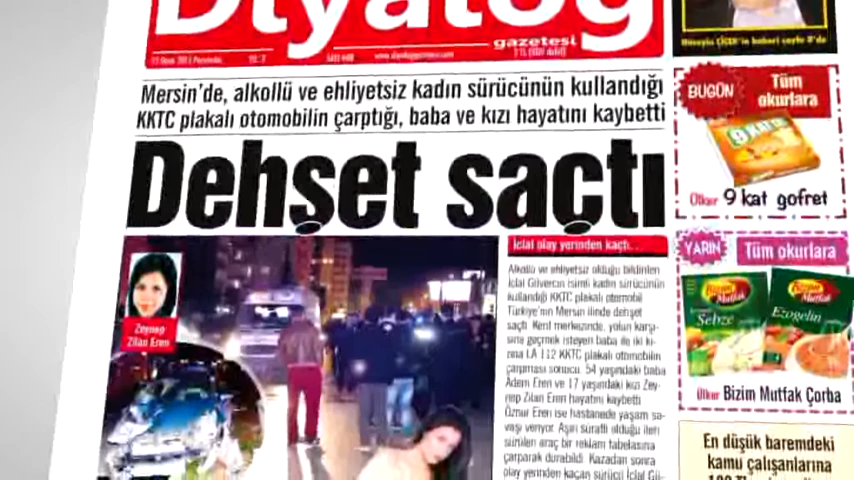 Diyalog
gazetesi
Mersin'de, alkollü ve ehliyetsiz kadın sürücünün kullandığı
KKTC plakalı otomobilin çarptığı, baba ve kızı hayatını kaybetti
Dehşet saçtı
Zeynep
Zilan Eren
İclal olay yerinden kaçtı...
Alkollü ve ehliyetsiz olduğu bildirilen
İclal Güvercin isimli kadın sürücünün
kullandığı KKTC plakalı otomobil
Türkiye'nin Mersin ilinde dehşet
saçtı. Kent merkezinde, yolun karşı-
sına geçmek isteyen baba ile iki kı-
zına LA 112 KKTC plakalı otomobilin
çarpması sonucu, 54 yaşındaki baba
Adem Eren ve 17 yaşındaki kızı Zey-
nep Zilan Eren hayatını kaybetti.
Öznur Eren ise hastanede yaşam sa-
vaşı veriyor. Aşırı süratli olduğu ileri
sürülen araç bir reklam tabelasına
çarparak durabildi. Kazadan sonra
olay yerinden kaçan sürücü İclal Gü-
BUGÜN
Tüm
okurlara
9 KAT
Ülker 9 kat gofret
YARIN
Tüm okurlara
Bizim
Mutfak
Sebze
Bizim
Mutfak
Ezogelin
Ülker Bizim Mutfak Çorba
En düşük baremdeki
kamu çalışanlarına